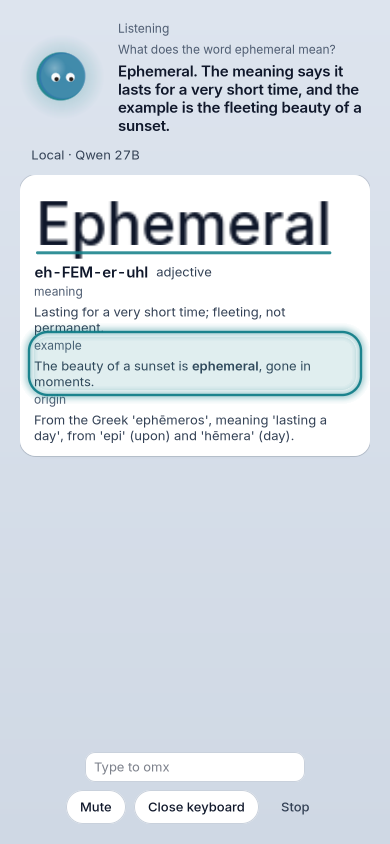 Listening
What does the word ephemeral mean?
Ephemeral. The meaning says it
lasts for a very short time, and the
example is the fleeting beauty of a
sunset.
Local · Qwen 27B
Ephemeral
eh-FEM-er-uhl adjective
meaning
Lasting for a very short time; fleeting, not
permanent.
example
The beauty of a sunset is ephemeral, gone in
moments.
origin
From the Greek 'ephēmeros', meaning 'lasting a
day', from 'epi' (upon) and 'hēmera' (day).
Type to omx
Mute Close keyboard Stop